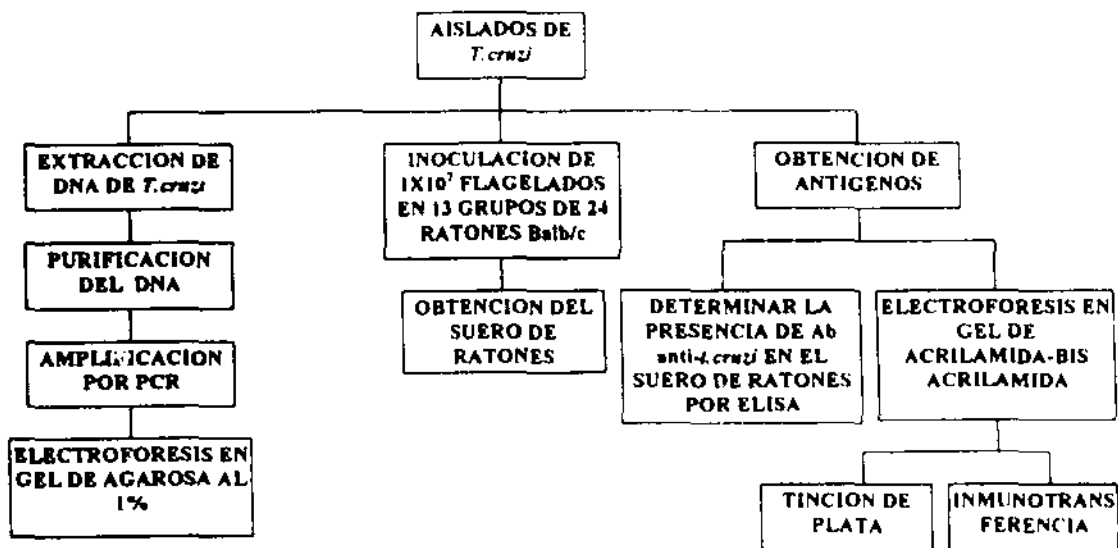 AISLADOS DE
T.cruzi
EXTRACCION DE
DNA DE T.cruzi
PURIFICACION
DEL DNA
AMPLIFICACION
POR PCR
ELECTROFORESIS EN
GEL DE AGAROSA AL
1%
INOCULACION DE
1X10⁷ FLAGELADOS
EN 13 GRUPOS DE 24
RATONES Balb/c
OBTENCION DEL
SUERO DE
RATONES
OBTENCION DE
ANTIGENOS
DETERMINAR LA
PRESENCIA DE Ab
anti-t.cruzi EN EL
SUERO DE RATONES
POR ELISA
ELECTROFORESIS EN
GEL DE
ACRILAMIDA-BIS
ACRILAMIDA
TINCION DE
PLATA
INMUNOTRANS
FERENCIA